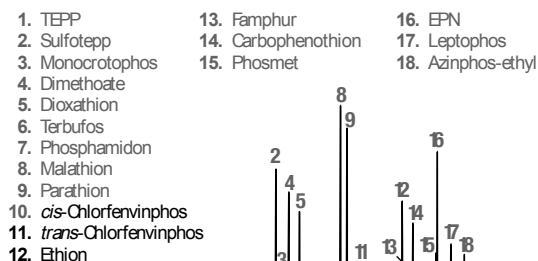 1. TEPP
2. Sulfotepp
3. Monocrotophos
4. Dimethoate
5. Dioxathion
6. Terbufos
7. Phosphamidon
8. Malathion
9. Parathion
10. cis-Chlorfenvinphos
11. trans-Chlorfenvinphos
12. Ethion
13. Famphur
14. Carbophenothion
15. Phosmet
16. EPN
17. Leptophos
18. Azinphos-ethyl
8
9
16
2
4
5
12
14
3
11
13
15
17
18